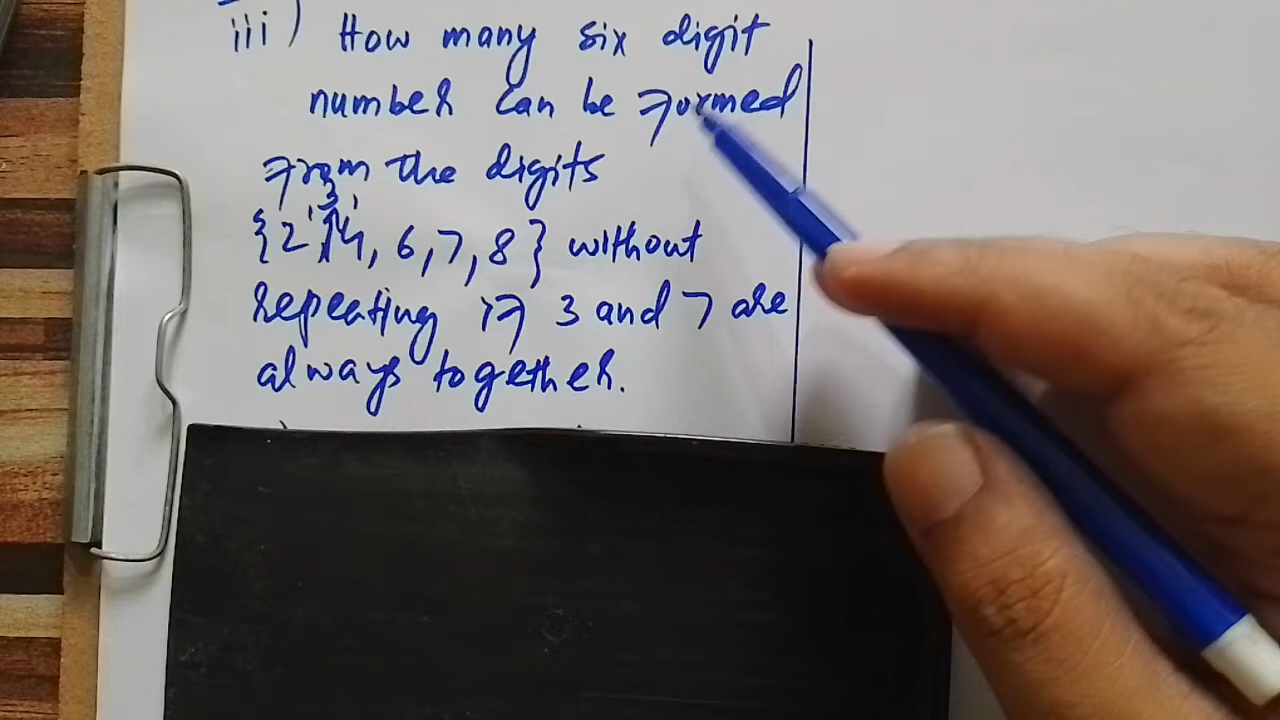 iii) How many six digit
number can be formed
from the digits
{2, 3, 4, 6, 7, 8} without
repeating if 3 and 7 are
always together.